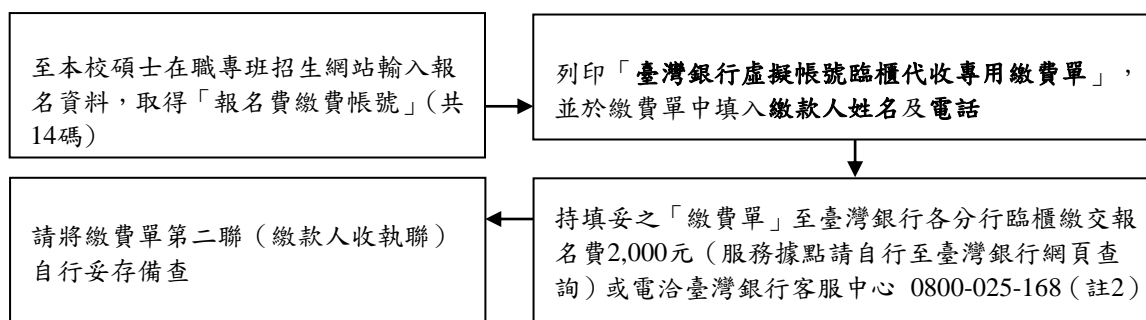 至本校碩士在職專班招生網站輸入報
名資料，取得「報名費繳費帳號」（共
14碼）
列印「臺灣銀行虛擬帳號臨櫃代收專用繳費單」，
並於繳費單中填入繳款人姓名及電話
持填妥之「繳費單」至臺灣銀行各分行臨櫃繳交報
名費2,000元（服務據點請自行至臺灣銀行網頁查
詢）或電洽臺灣銀行客服中心 0800-025-168（註2）
請將繳費單第二聯（繳款人收執聯）
自行妥存備查